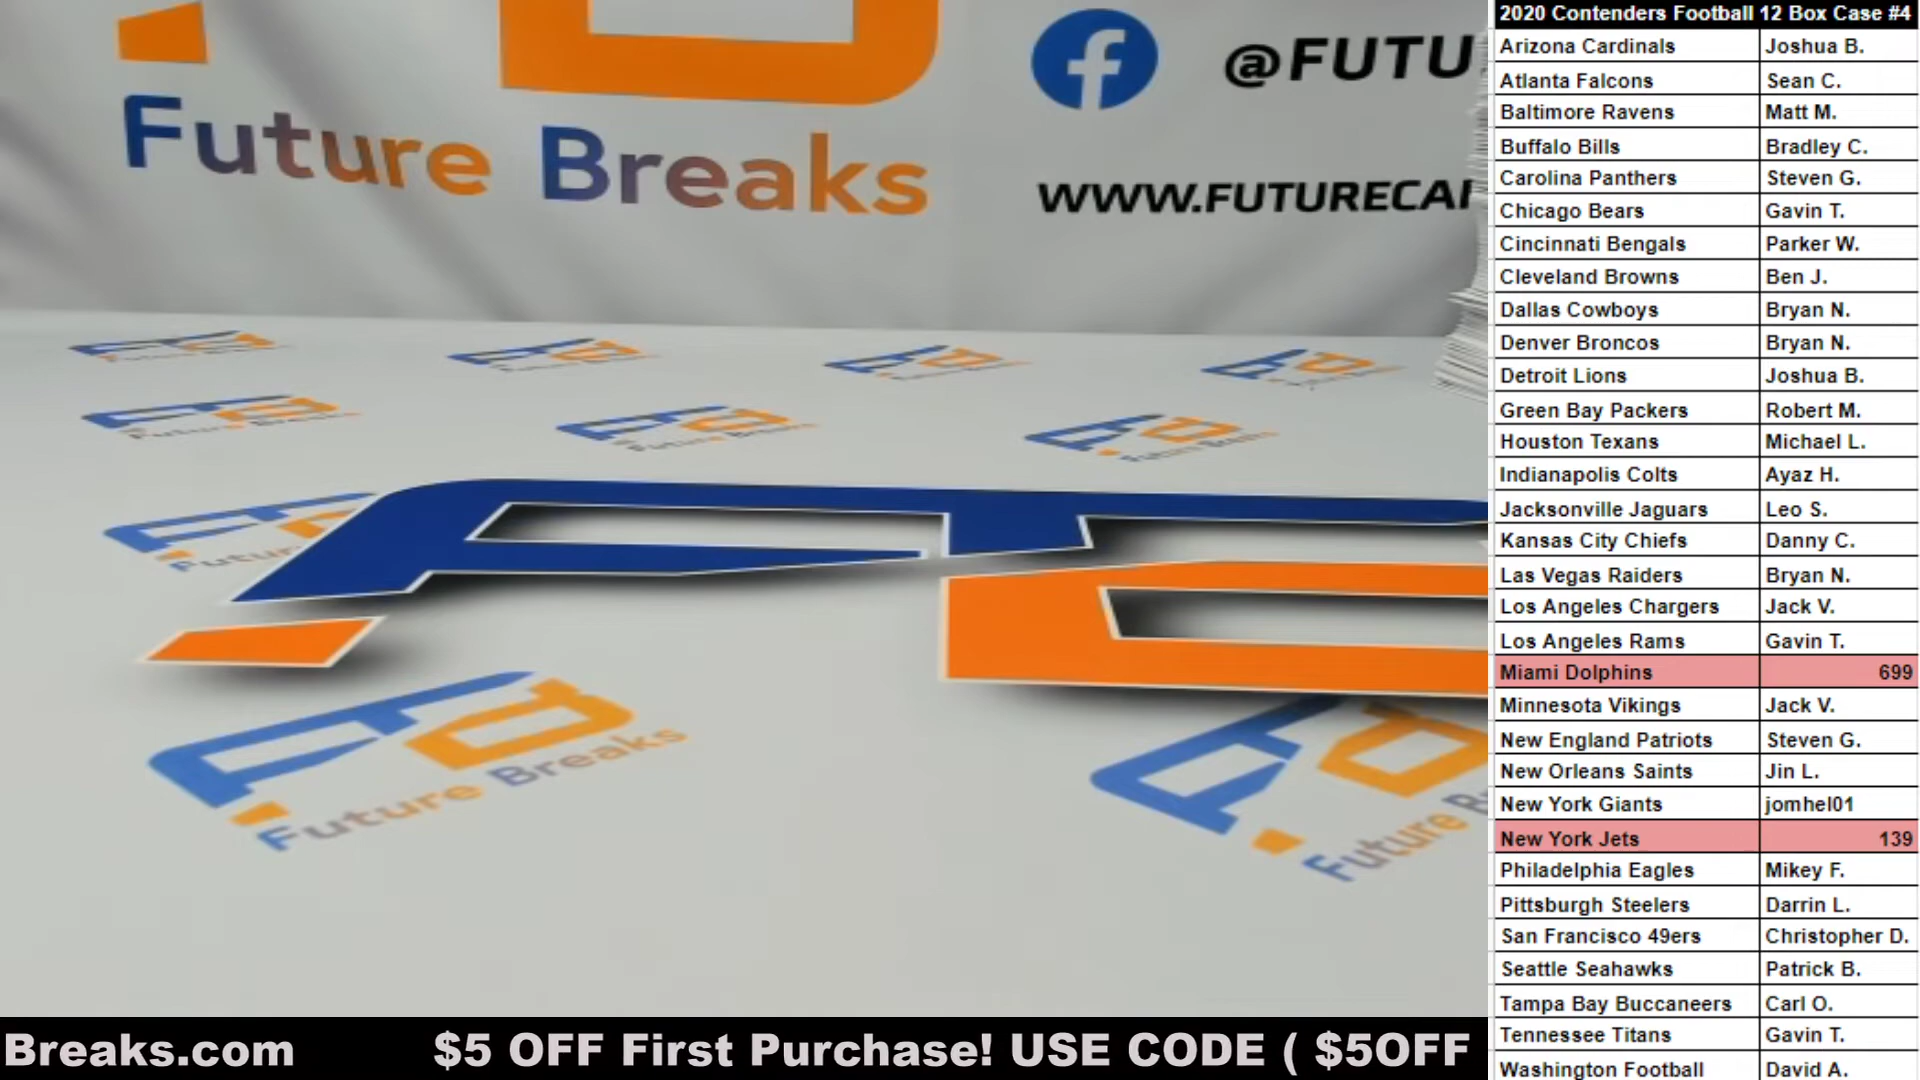 Future Breaks
@FUTU
WWW.FUTURECA
Future Breaks
Future Breaks
Breaks.com $5 OFF First Purchase! USE CODE ( $5OFF
2020 Contenders Football 12 Box Case #4
Arizona Cardinals Joshua B.
Atlanta Falcons Sean C.
Baltimore Ravens Matt M.
Buffalo Bills Bradley C.
Carolina Panthers Steven G.
Chicago Bears Gavin T.
Cincinnati Bengals Parker W.
Cleveland Browns Ben J.
Dallas Cowboys Bryan N.
Denver Broncos Bryan N.
Detroit Lions Joshua B.
Green Bay Packers Robert M.
Houston Texans Michael L.
Indianapolis Colts Ayaz H.
Jacksonville Jaguars Leo S.
Kansas City Chiefs Danny C.
Las Vegas Raiders Bryan N.
Los Angeles Chargers Jack V.
Los Angeles Rams Gavin T.
Miami Dolphins 699
Minnesota Vikings Jack V.
New England Patriots Steven G.
New Orleans Saints Jin L.
New York Giants jomhel01
New York Jets 139
Philadelphia Eagles Mikey F.
Pittsburgh Steelers Darrin L.
San Francisco 49ers Christopher D.
Seattle Seahawks Patrick B.
Tampa Bay Buccaneers Carl O.
Tennessee Titans Gavin T.
Washington Football David A.